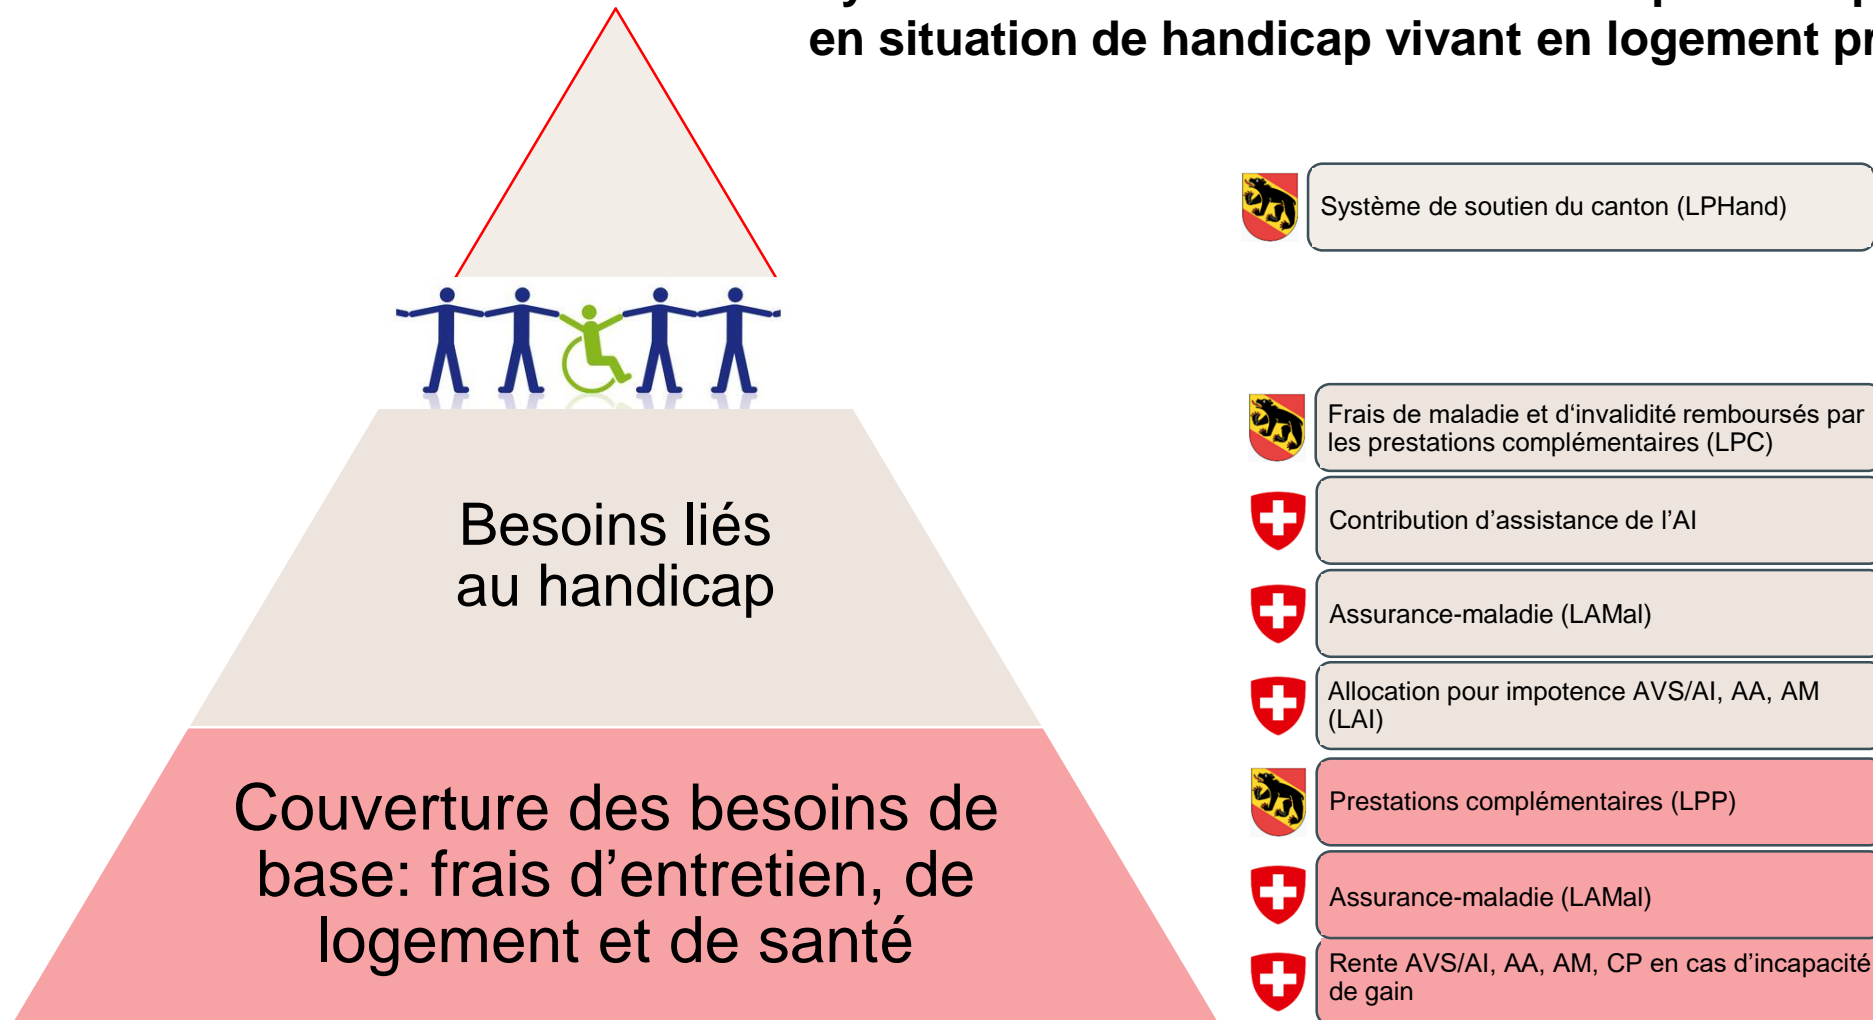 en situation de handicap vivant en logement
Système de soutien du canton (LPHand)
Frais de maladie et d‘invalidité remboursés par
les prestations complémentaires (LPC)
Contribution d’assistance de l’AI
Assurance-maladie (LAMal)
Allocation pour impotence AVS/AI, AA, AM
(LAI)
Prestations complémentaires (LPP)
Assurance-maladie (LAMal)
Rente AVS/AI, AA, AM, CP en cas d’incapacité
de gain
Besoins liés
au handicap
Couverture des besoins de
base: frais d’entretien, de
logement et de santé